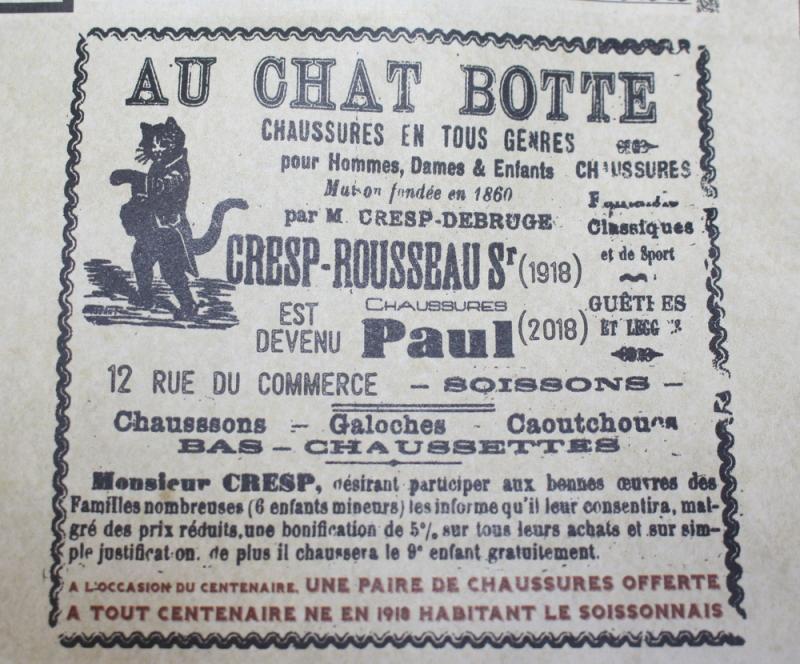 AU CHAT BOTTE
CHAUSSURES EN TOUS GENRES
pour Hommes, Dames & Enfants
Maison fondée en 1860
par M. CRESP-DEBRUGE
CRESP-ROUSSEAU Sr (1918)
CHAUSSURES
Classiques
et de Sport
GUÊTRES
ET
EST
DEVENU
CHAUSSURES
Paul (2018)
12 RUE DU COMMERCE - SOISSONS -
Chausssons - Galoches - Caoutchoucs
BAS - CHAUSSETTES
Monsieur CRESP, désirant participer aux bonnes œuvres des
Familles nombreuses (6 enfants mineurs) les informe qu'il leur consentira, mal-
gré des prix réduits, une bonification de 5% sur tous leurs achats et sur sim-
ple justification. de plus il chaussera le 9e enfant gratuitement.
A L'OCCASION DU CENTENAIRE, UNE PAIRE DE CHAUSSURES OFFERTE
A TOUT CENTENAIRE NE EN 1918 HABITANT LE SOISSONNAIS